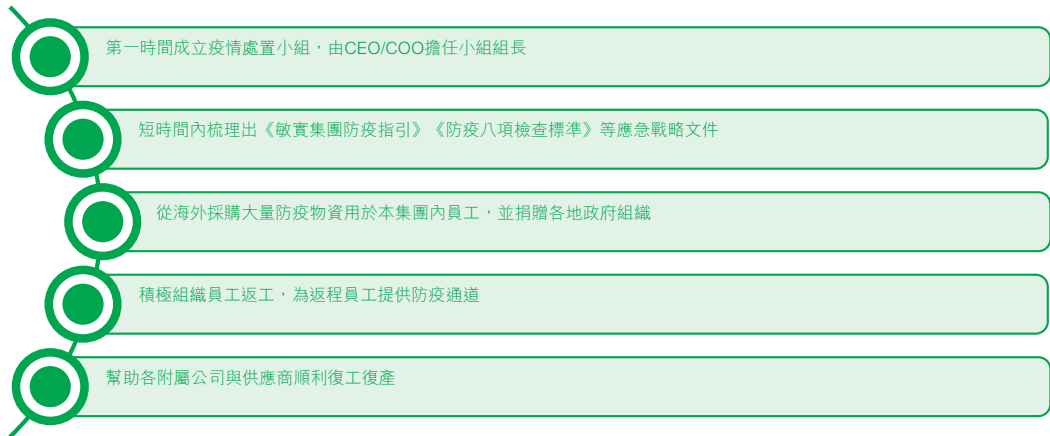 第一時間成立疫情處置小組，由CEO/COO擔任小組組長
短時間內梳理出《敏實集團防疫指引》《防疫八項檢查標準》等應急戰略文件
從海外採購大量防疫物資用於本集團內員工，並捐贈各地政府組織
積極組織員工返工，為返程員工提供防疫通道
幫助各附屬公司與供應商順利復工復產